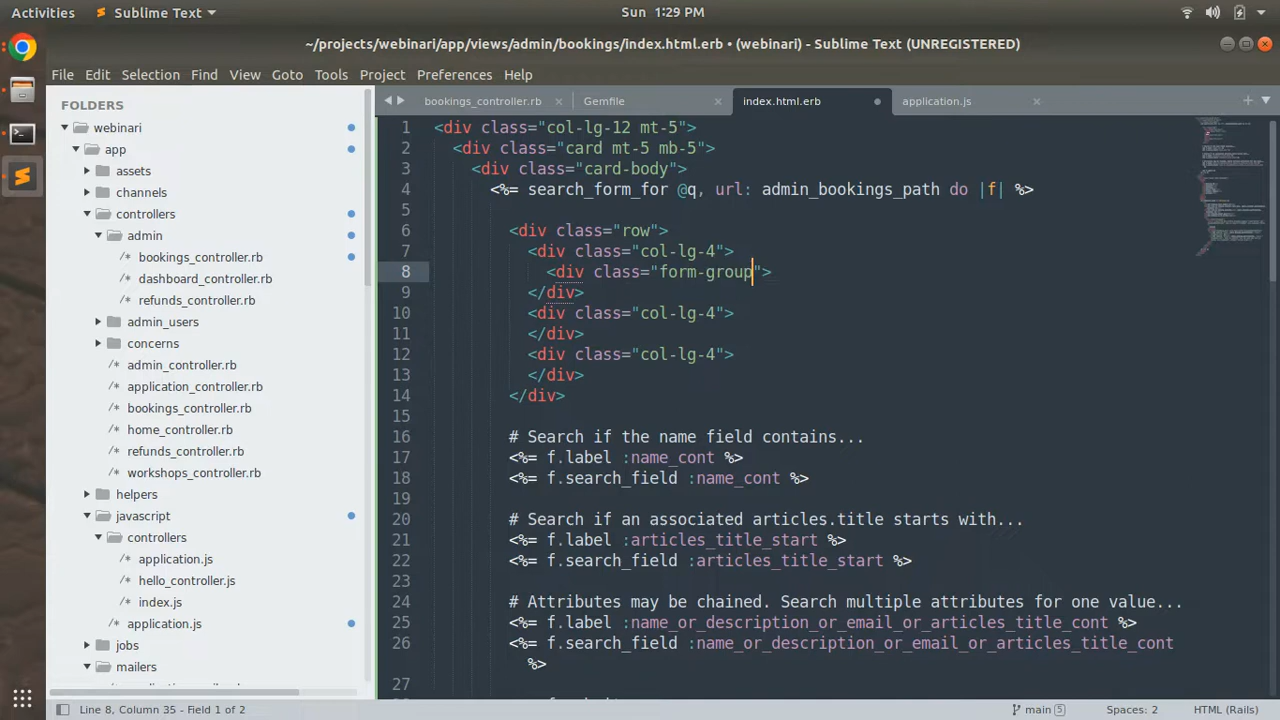 Activities Sublime Text Sun 1:29 PM
~/projects/webinari/app/views/admin/bookings/index.html.erb • (webinari) - Sublime Text (UNREGISTERED)
File Edit Selection Find View Goto Tools Project Preferences Help
FOLDERS
webinari
app
assets
channels
controllers
admin
bookings_controller.rb
dashboard_controller.rb
refunds_controller.rb
admin_users
concerns
/* admin_controller.rb
/* application_controller.rb
/* bookings_controller.rb
/* home_controller.rb
/* refunds_controller.rb
/* workshops_controller.rb
helpers
javascript
controllers
/* application.js
/* hello_controller.js
/* index.js
/* application.js
jobs
mailers
bookings_controller.rb × Gemfile × index.html.erb • application.js ×
1 <div class="col-lg-12 mt-5">
2 <div class="card mt-5 mb-5">
3 <div class="card-body">
4 <%= search_form_for @q, url: admin_bookings_path do |f| %>
5
6 <div class="row">
7 <div class="col-lg-4">
8 <div class="form-group">
9 </div>
10 <div class="col-lg-4">
11 </div>
12 <div class="col-lg-4">
13 </div>
14 </div>
15
16 # Search if the name field contains...
17 <%= f.label :name_cont %>
18 <%= f.search_field :name_cont %>
19
20 # Search if an associated articles.title starts with...
21 <%= f.label :articles_title_start %>
22 <%= f.search_field :articles_title_start %>
23
24 # Attributes may be chained. Search multiple attributes for one value...
25 <%= f.label :name_or_description_or_email_or_articles_title_cont %>
26 <%= f.search_field :name_or_description_or_email_or_articles_title_cont
%>
27
Line 8, Column 35 - Field 1 of 2 main 5 Spaces: 2 HTML (Rails)